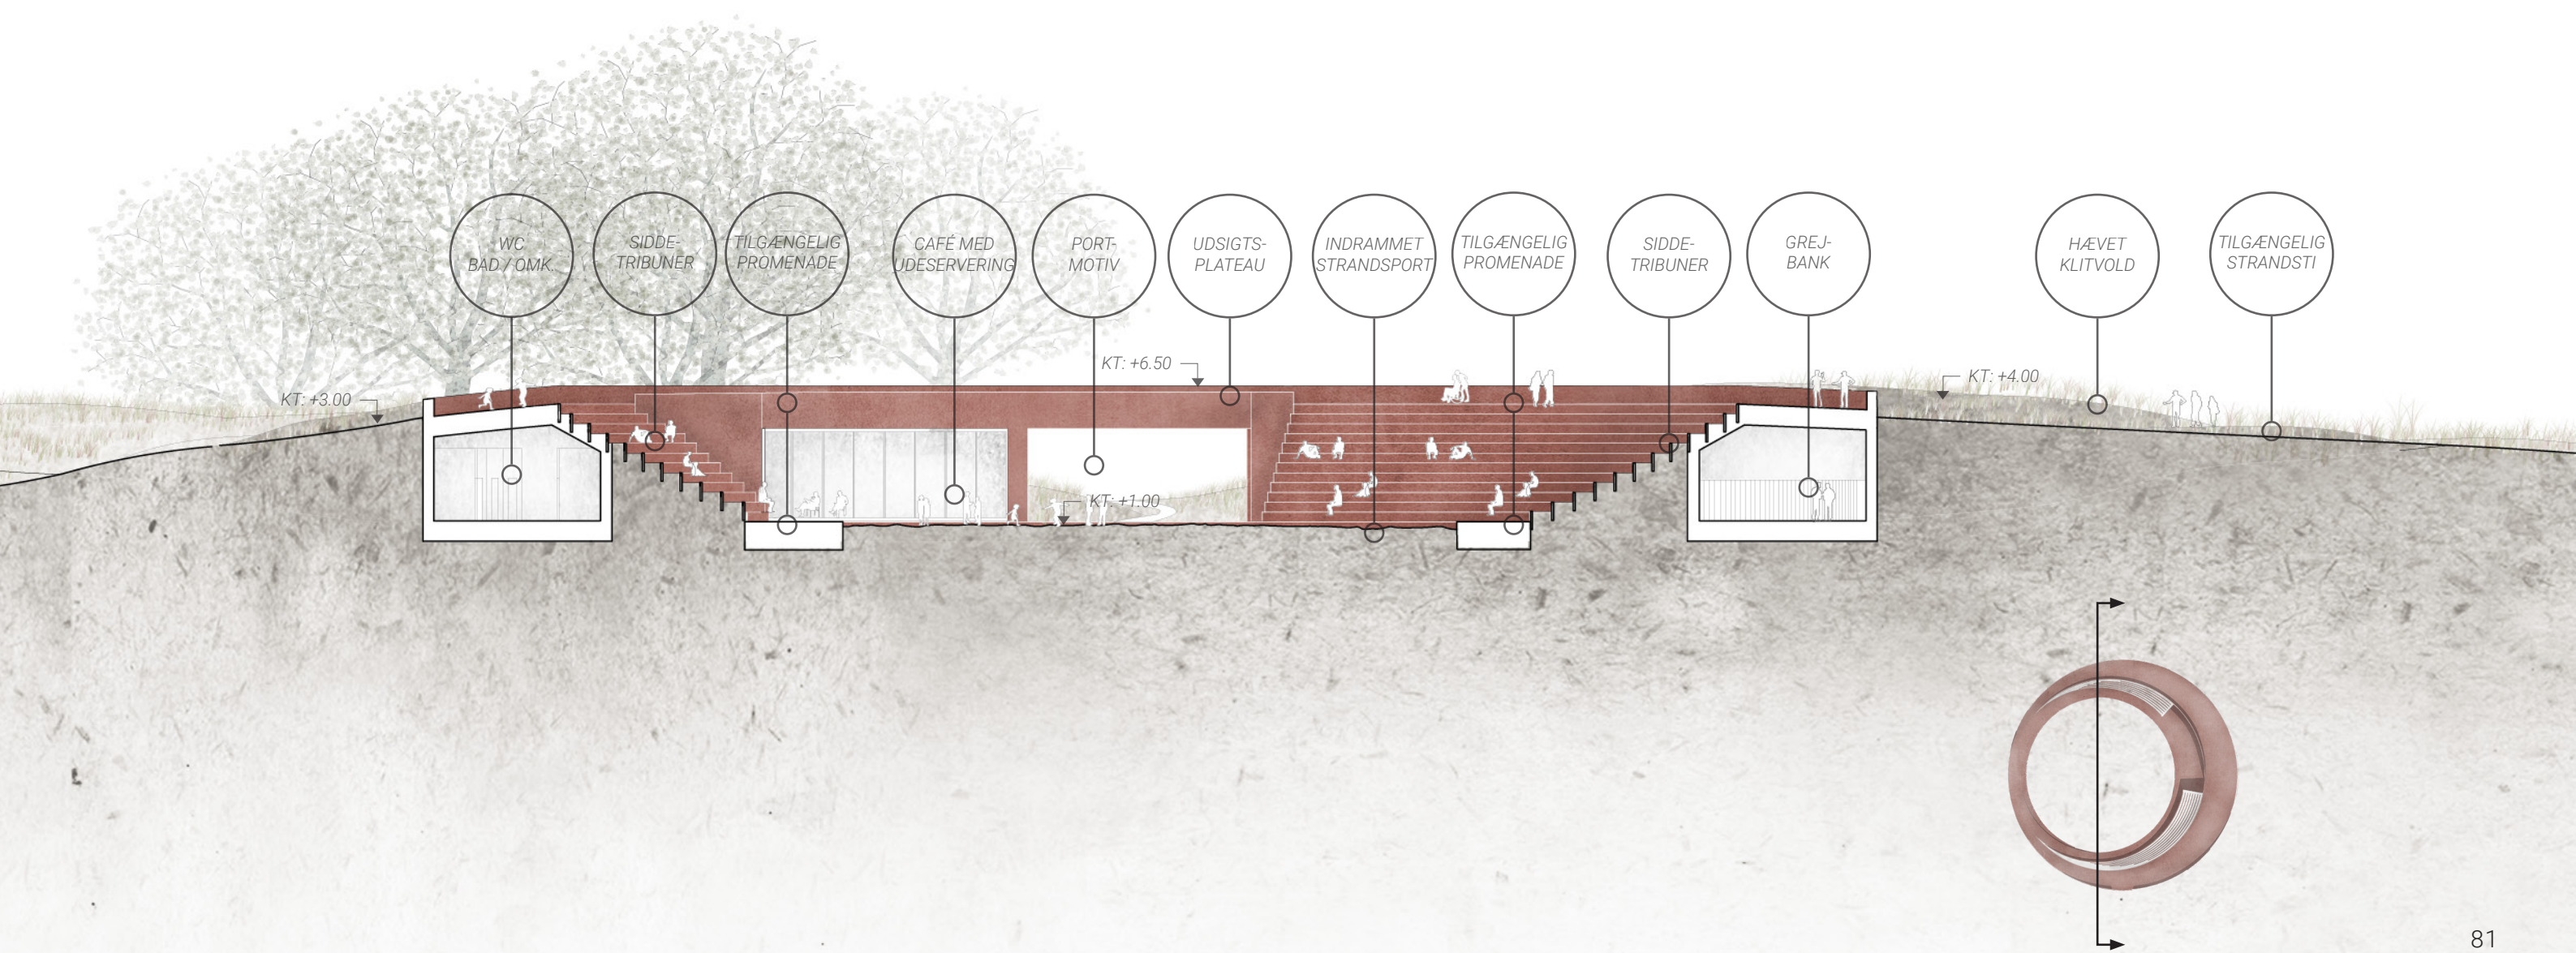 WC
BAD / OMK.
SIDDE-
TRIBUNER
TILGÆNGELIG
PROMENADE
CAFÉ MED
UDESERVERING
PORT-
MOTIV
UDSIGTS-
PLATEAU
INDRAMMET
STRANDSPORT
TILGÆNGELIG
PROMENADE
SIDDE-
TRIBUNER
GREJ-
BANK
HÆVET
KLITVOLD
TILGÆNGELIG
STRANDSTI
KT: +6.50
KT: +4.00
KT: +3.00
KT: +1.00
81